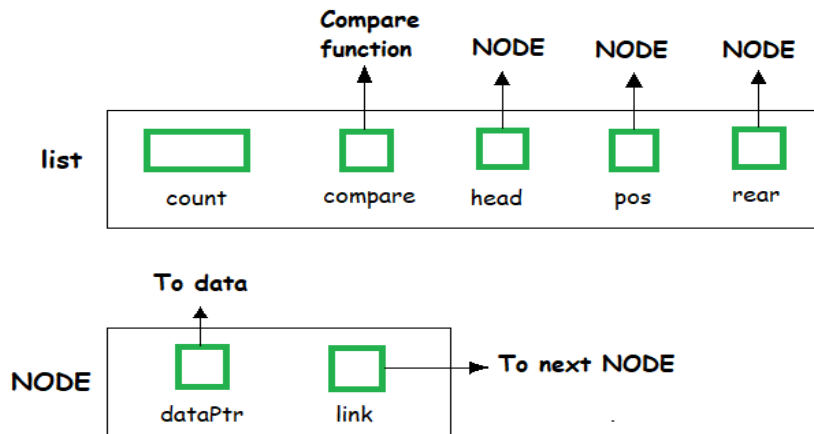 Compare
function
NODE NODE NODE
list
count compare head pos rear
To data
NODE
To next NODE
dataPtr link